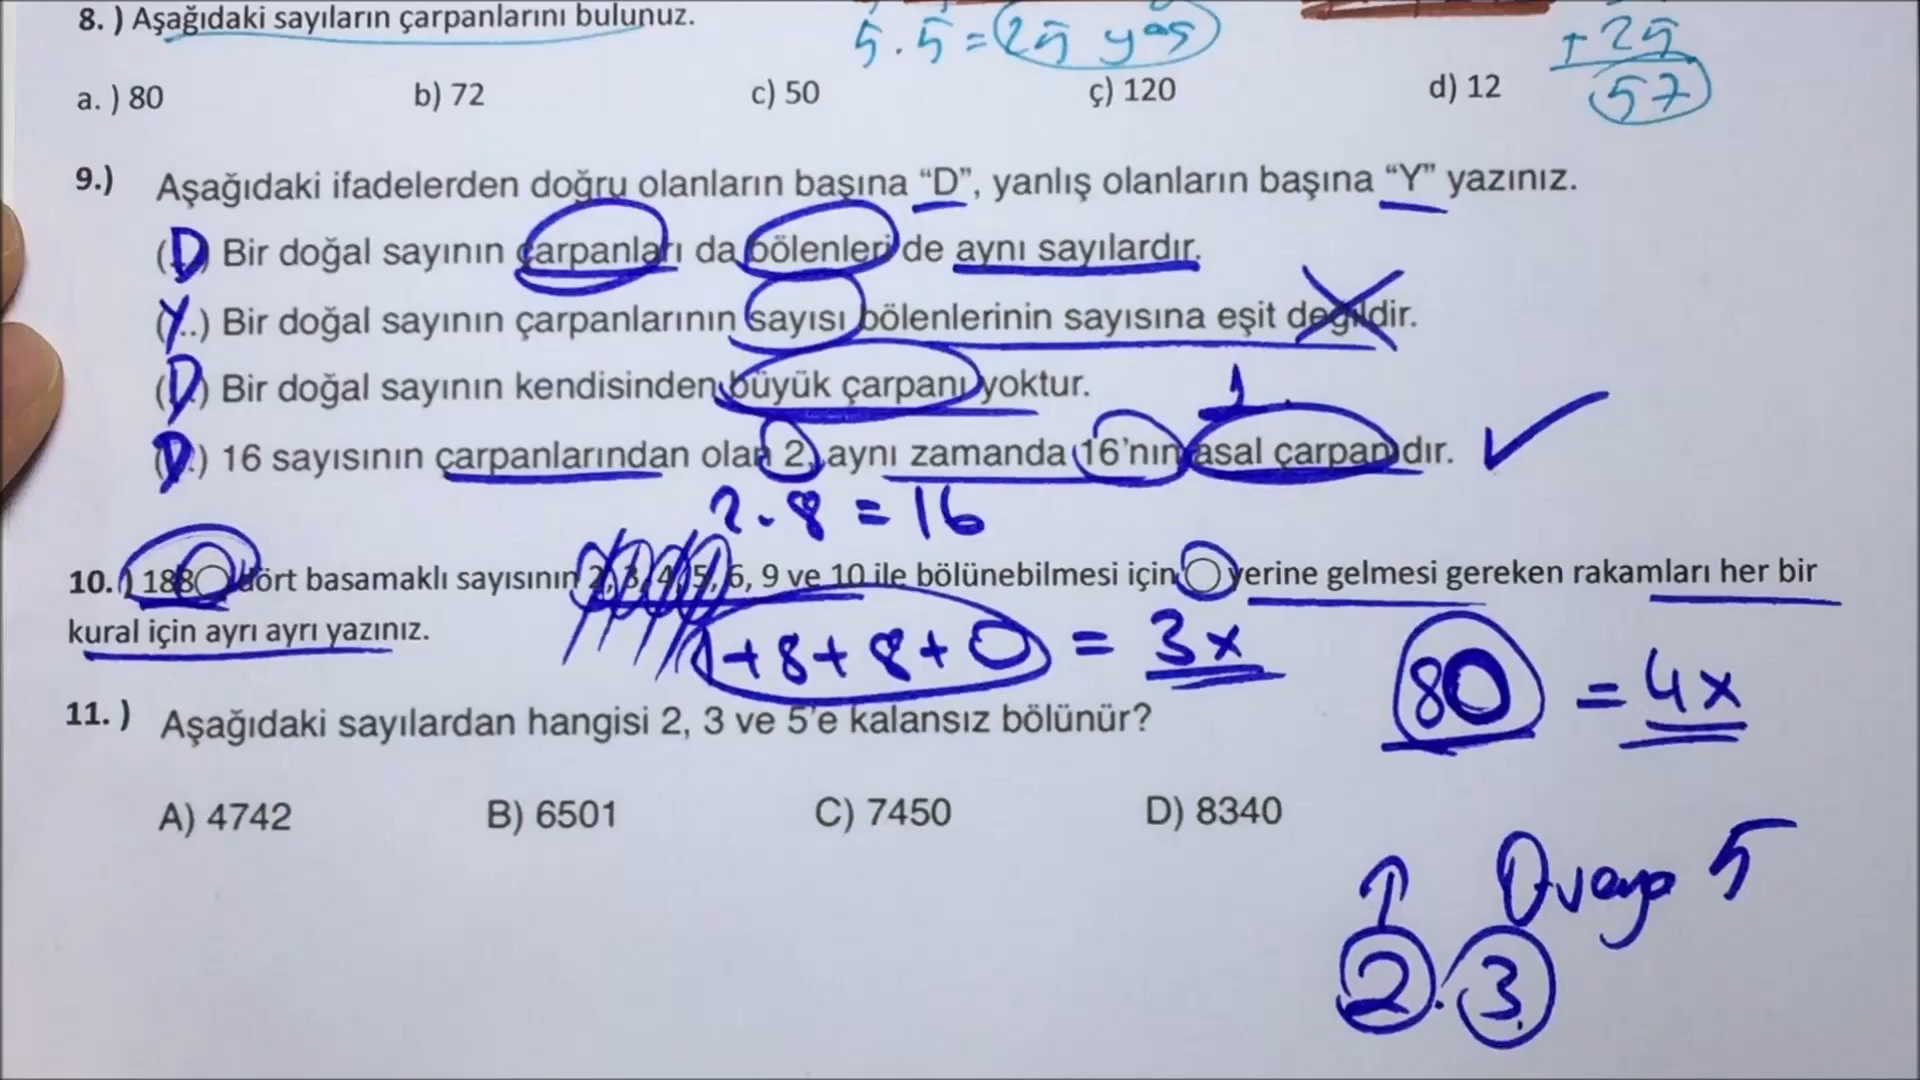 8. ) Aşağıdaki sayıların çarpanlarını bulunuz.
5 . 5 = 25 yaş
+ 25
57
a. ) 80 b) 72 c) 50 ç) 120 d) 12
9.) Aşağıdaki ifadelerden doğru olanların başına “D”, yanlış olanların başına “Y” yazınız.
(D) Bir doğal sayının çarpanları da bölenleri de aynı sayılardır.
(Y..) Bir doğal sayının çarpanlarının sayısı bölenlerinin sayısına eşit değildir.
(D.) Bir doğal sayının kendisinden büyük çarpanı yoktur.
(D.) 16 sayısının çarpanlarından olan 2, aynı zamanda 16’nın asal çarpanıdır.
2 . 8 = 16
10. ) 188 dört basamaklı sayısının 2, 3, 4, 5, 6, 9 ve 10 ile bölünebilmesi için yerine gelmesi gereken rakamları her bir
kural için ayrı ayrı yazınız.
1+8+8+0 = 3x
80 = 4x
11. ) Aşağıdaki sayılardan hangisi 2, 3 ve 5’e kalansız bölünür?
A) 4742 B) 6501 C) 7450 D) 8340
0 veya 5
2 . 3